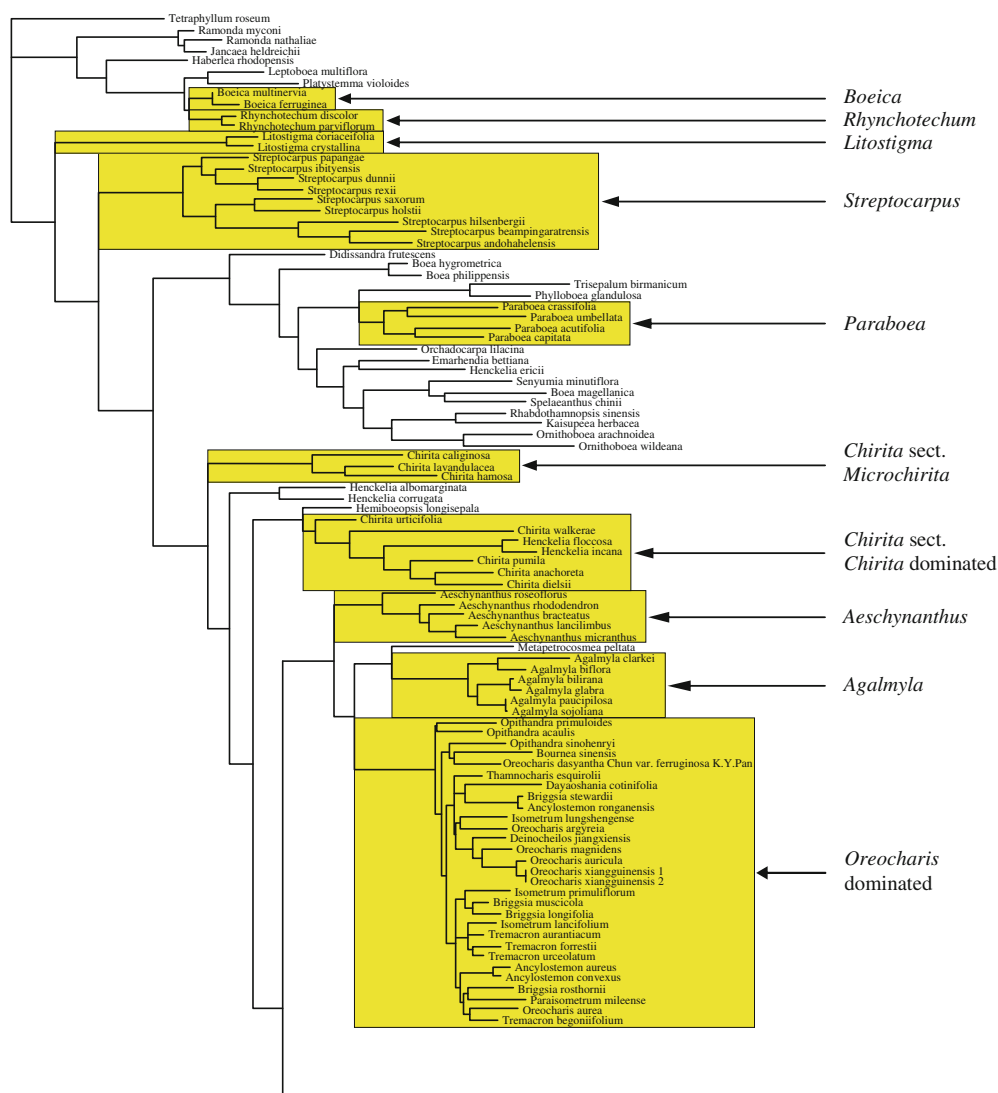 Tetraphyllum roseum
Ramonda myconi
Ramonda nathaliae
Jancaea heldreichii
Haberlea rhodopensis
Leptoboea multiflora
Platystemma violoides
Boeica multinervia
Boeica ferruginea
Rhynchotechum discolor
Rhynchotechum parviflorum
Litostigma coriaceifolia
Litostigma crystallina
Streptocarpus papangae
Streptocarpus ibityensis
Streptocarpus dunnii
Streptocarpus rexii
Streptocarpus saxorum
Streptocarpus holstii
Streptocarpus hilsenbergii
Streptocarpus beampingaratrensis
Streptocarpus andohahelensis
Didissandra frutescens
Boea hygrometrica
Boea philippensis
Trisepalum birmanicum
Phylloboea glandulosa
Paraboea crassifolia
Paraboea umbellata
Paraboea acutifolia
Paraboea capitata
Orchadocarpa lilacina
Emarhendia bettiana
Henckelia ericii
Senyumia minutiflora
Boea magellanica
Spelaeanthus chinii
Rhabdothamnopsis sinensis
Kaisupeea herbacea
Ornithoboea arachnoidea
Ornithoboea wildeana
Chirita caliginosa
Chirita lavandulacea
Chirita hamosa
Henckelia albomarginata
Henckelia corrugata
Hemiboeopsis longisepala
Chirita urticifolia
Chirita walkerae
Henckelia floccosa
Henckelia incana
Chirita pumila
Chirita anachoreta
Chirita dielsii
Aeschynanthus roseoflorus
Aeschynanthus rhododendron
Aeschynanthus bracteatus
Aeschynanthus lancilimbus
Aeschynanthus micranthus
Metapetrocosmea peltata
Agalmyla clarkei
Agalmyla biflora
Agalmyla bilirana
Agalmyla glabra
Agalmyla paucipilosa
Agalmyla sojoliana
Opithandra primuloides
Opithandra acaulis
Opithandra sinohenryi
Bournea sinensis
Oreocharis dasyantha Chun var. ferruginosa K.Y.Pan
Thamnocharis esquirolii
Dayaoshania cotinifolia
Briggsia stewardii
Ancylostemon ronganensis
Isometrum lungshengense
Oreocharis argyreia
Deinocheilos jiangxiensis
Oreocharis magnidens
Oreocharis auricula
Oreocharis xiangguinensis 1
Oreocharis xiangguinensis 2
Isometrum primuliflorum
Briggsia muscicola
Briggsia longifolia
Isometrum lancifolium
Tremacron aurantiacum
Tremacron forrestii
Tremacron urceolatum
Ancylostemon aureus
Ancylostemon convexus
Briggsia rosthornii
Paraisometrum mileense
Oreocharis aurea
Tremacron begoniifolium
Boeica
Rhynchotechum
Litostigma
Streptocarpus
Paraboea
Chirita sect.
Microchirita
Chirita sect.
Chirita dominated
Aeschynanthus
Agalmyla
Oreocharis
dominated